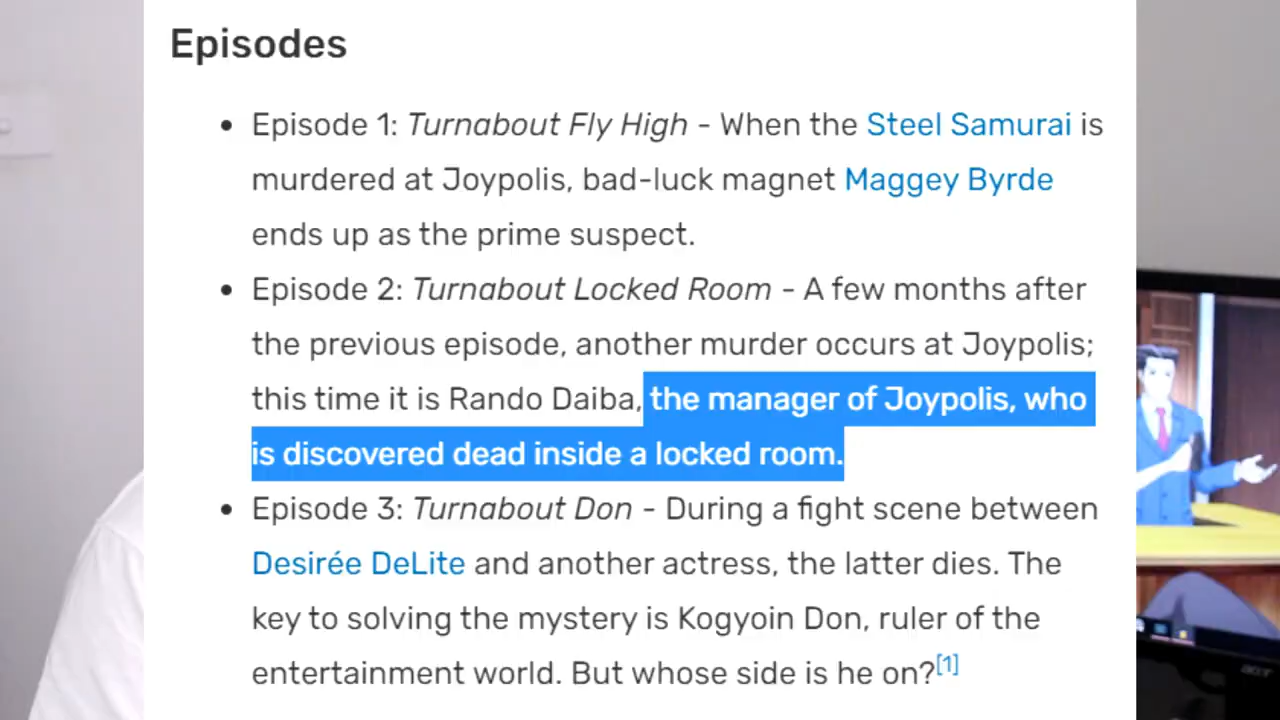 Episodes
Episode 1: Turnabout Fly High - When the Steel Samurai is
murdered at Joypolis, bad-luck magnet Maggey Byrde
ends up as the prime suspect.
Episode 2: Turnabout Locked Room - A few months after
the previous episode, another murder occurs at Joypolis;
this time it is Rando Daiba, the manager of Joypolis, who
is discovered dead inside a locked room.
Episode 3: Turnabout Don - During a fight scene between
Desirée DeLite and another actress, the latter dies. The
key to solving the mystery is Kogyoin Don, ruler of the
entertainment world. But whose side is he on?[1]
acer